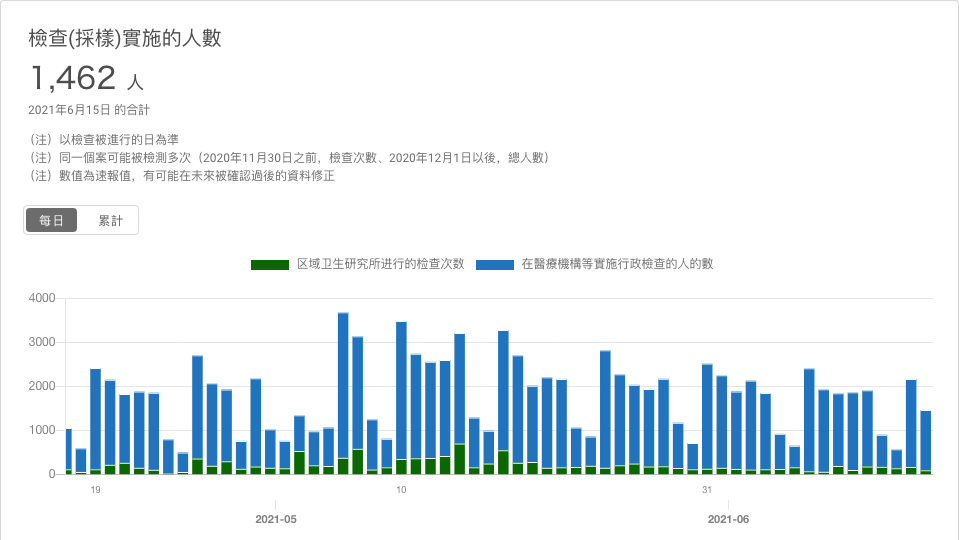 檢查(採樣)實施的人數
1,462 人
2021年6月15日 的合計
（注）以檢查被進行的日為準
（注）同一個案可能被檢測多次（2020年11月30日之前，檢查次數、2020年12月1日以後，總人數）
（注）數值為速報值，有可能在未來被確認過後的資料修正
每日 累計
区域卫生研究所进行的检查次数 在醫療機構等實施行政檢查的人的數
4000
3000
2000
1000
0
19 10 31
2021-05 2021-06